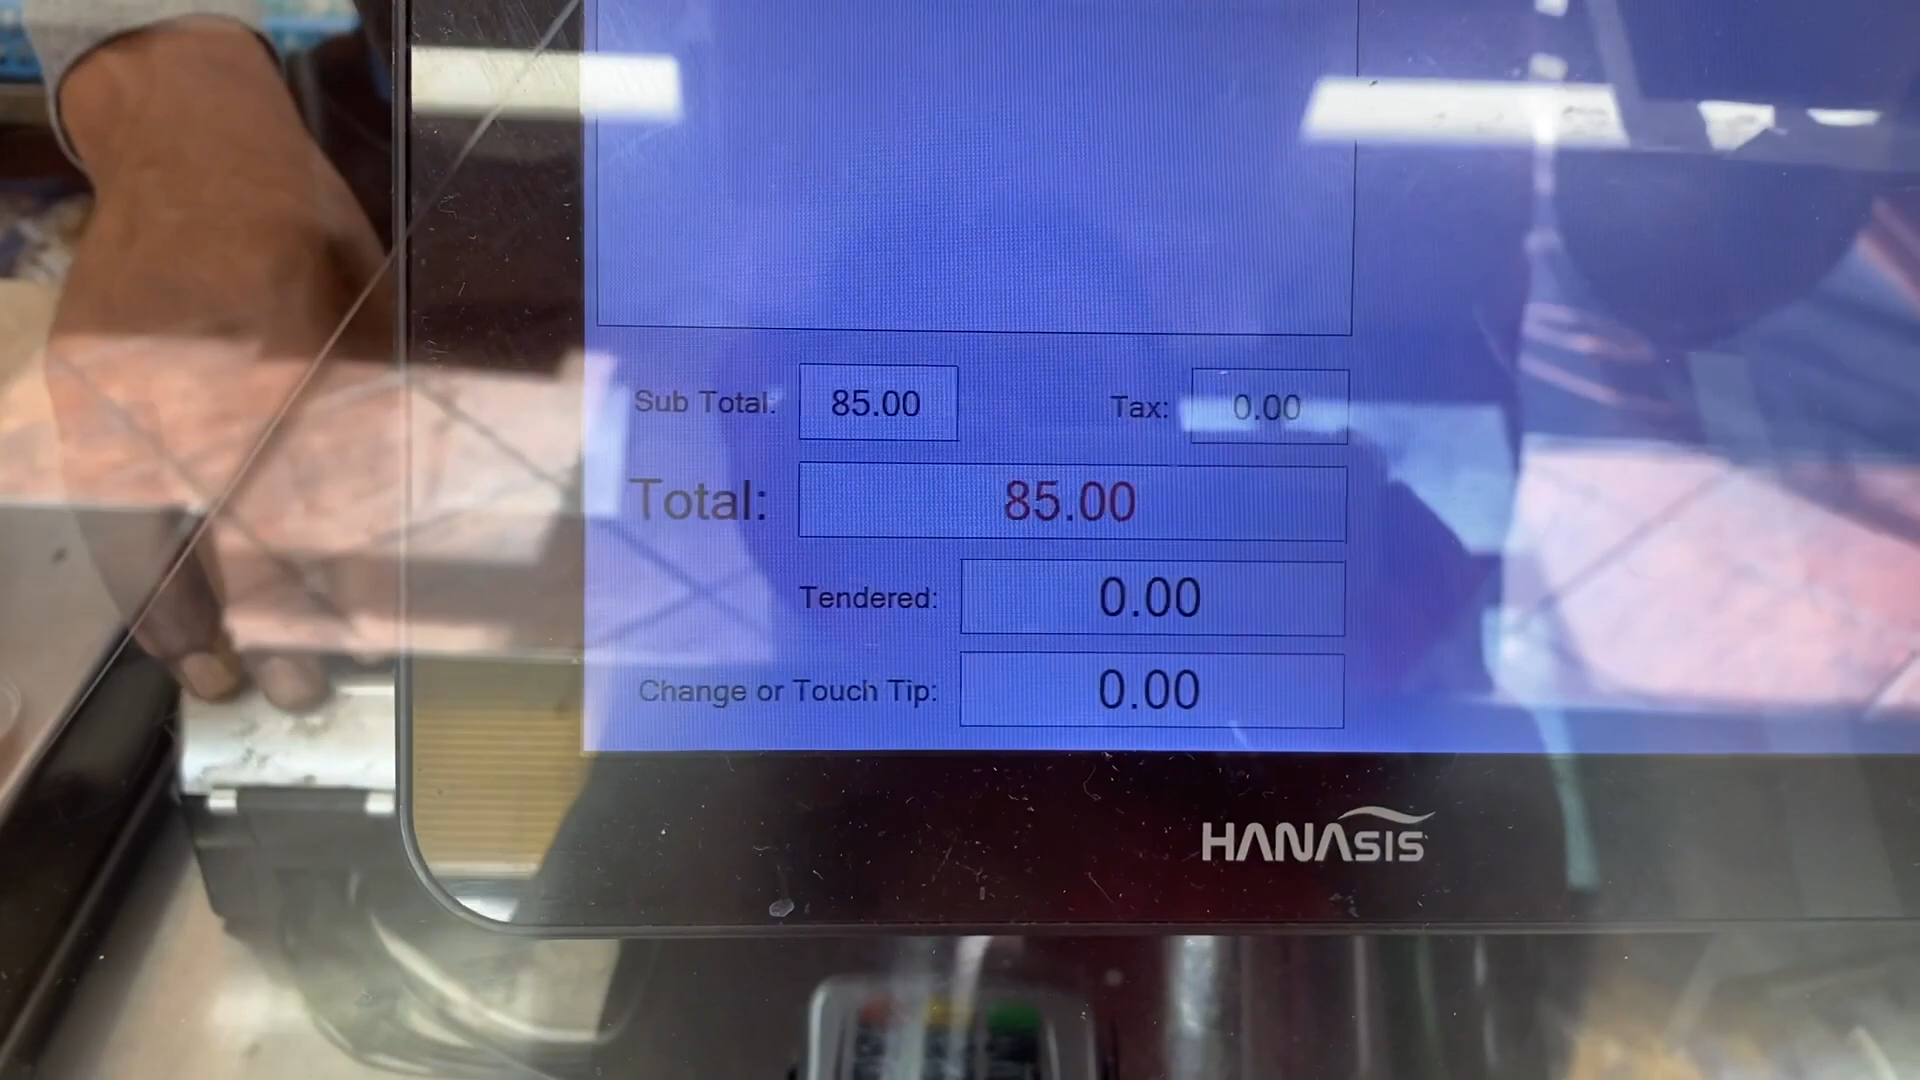 Sub Total: 85.00 Tax: 0.00
Total: 85.00
Tendered: 0.00
Change or Touch Tip: 0.00
HANASIS